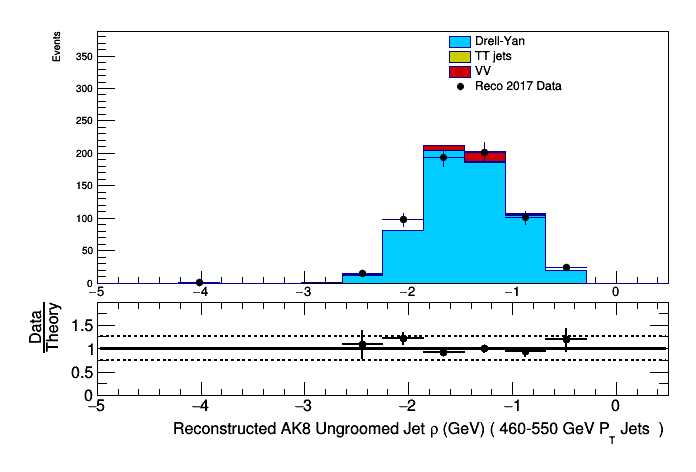 Events
350
300
250
200
150
100
50
0
Drell-Yan
TT jets
VV
Reco 2017 Data
−5 −4 −3 −2 −1 0
Data
Theory
1.5
1
0.5
0
−5 −4 −3 −2 −1 0
Reconstructed AK8 Ungroomed Jet ρ (GeV) ( 460-550 GeV P_T Jets )